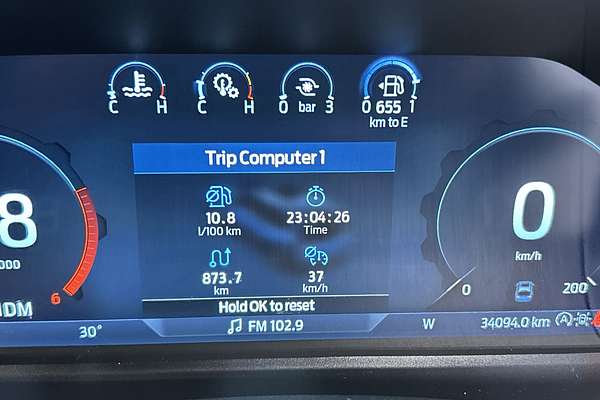 C H C H 0 bar 3 0 655 1
km to E
Trip Computer 1
10.8 23:04:26
l/100 km Time
873.7 37
km km/h
Hold OK to reset
8
000
6
0
km/h
0 200
30° FM 102.9 W 34094.0 km A